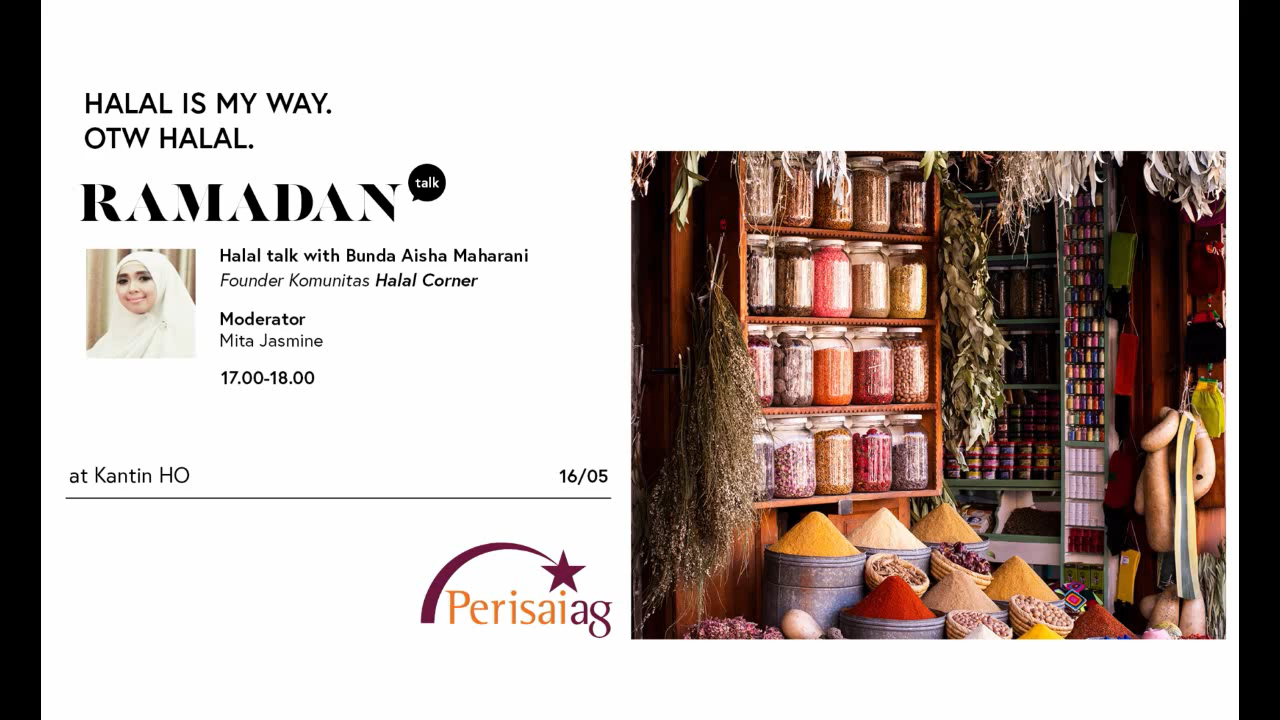 HALAL IS MY WAY.
OTW HALAL.
RAMADAN talk
Halal talk with Bunda Aisha Maharani
Founder Komunitas Halal Corner
Moderator
Mita Jasmine
17.00-18.00
at Kantin HO 16/05
Perisaiag